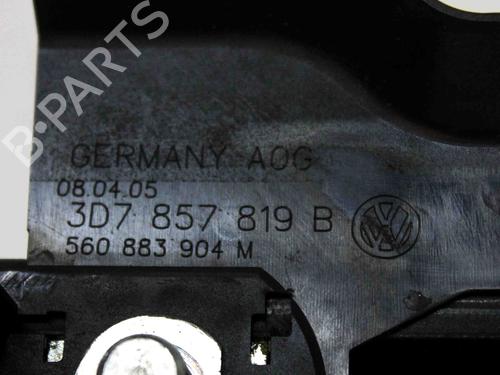 B-PARTS
GERMANY AOG
08.04.05
3D7 857 819 B
560 883 904 M